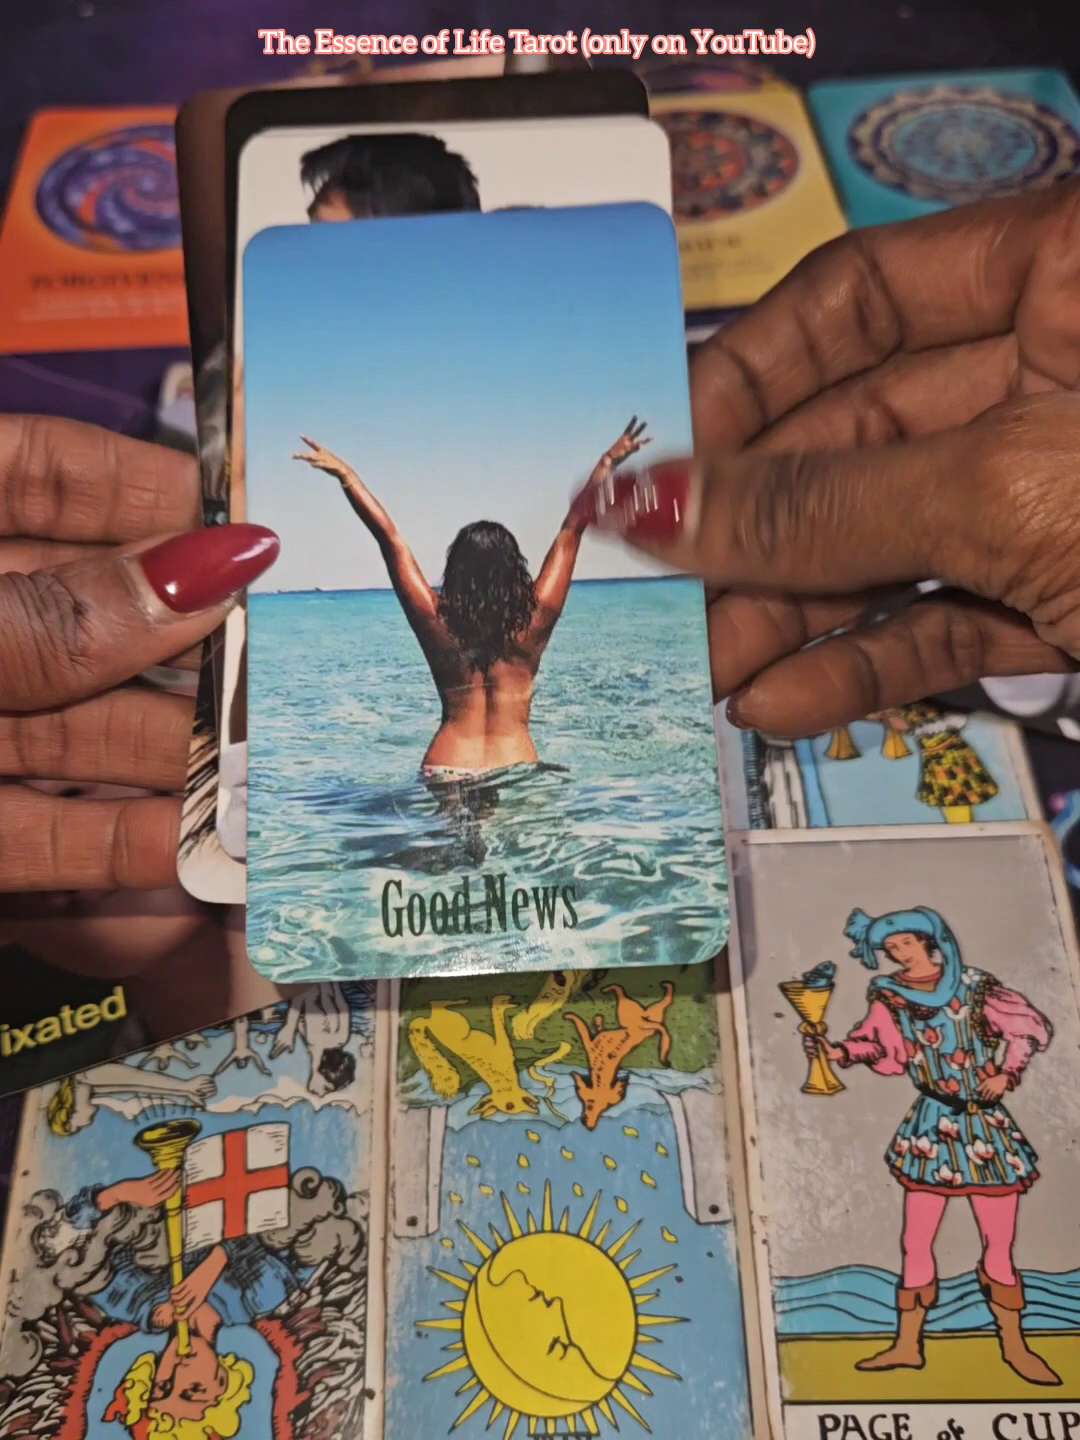 The Essence of Life Tarot (only on YouTube)
Good News
ixated
PAGE of CUP